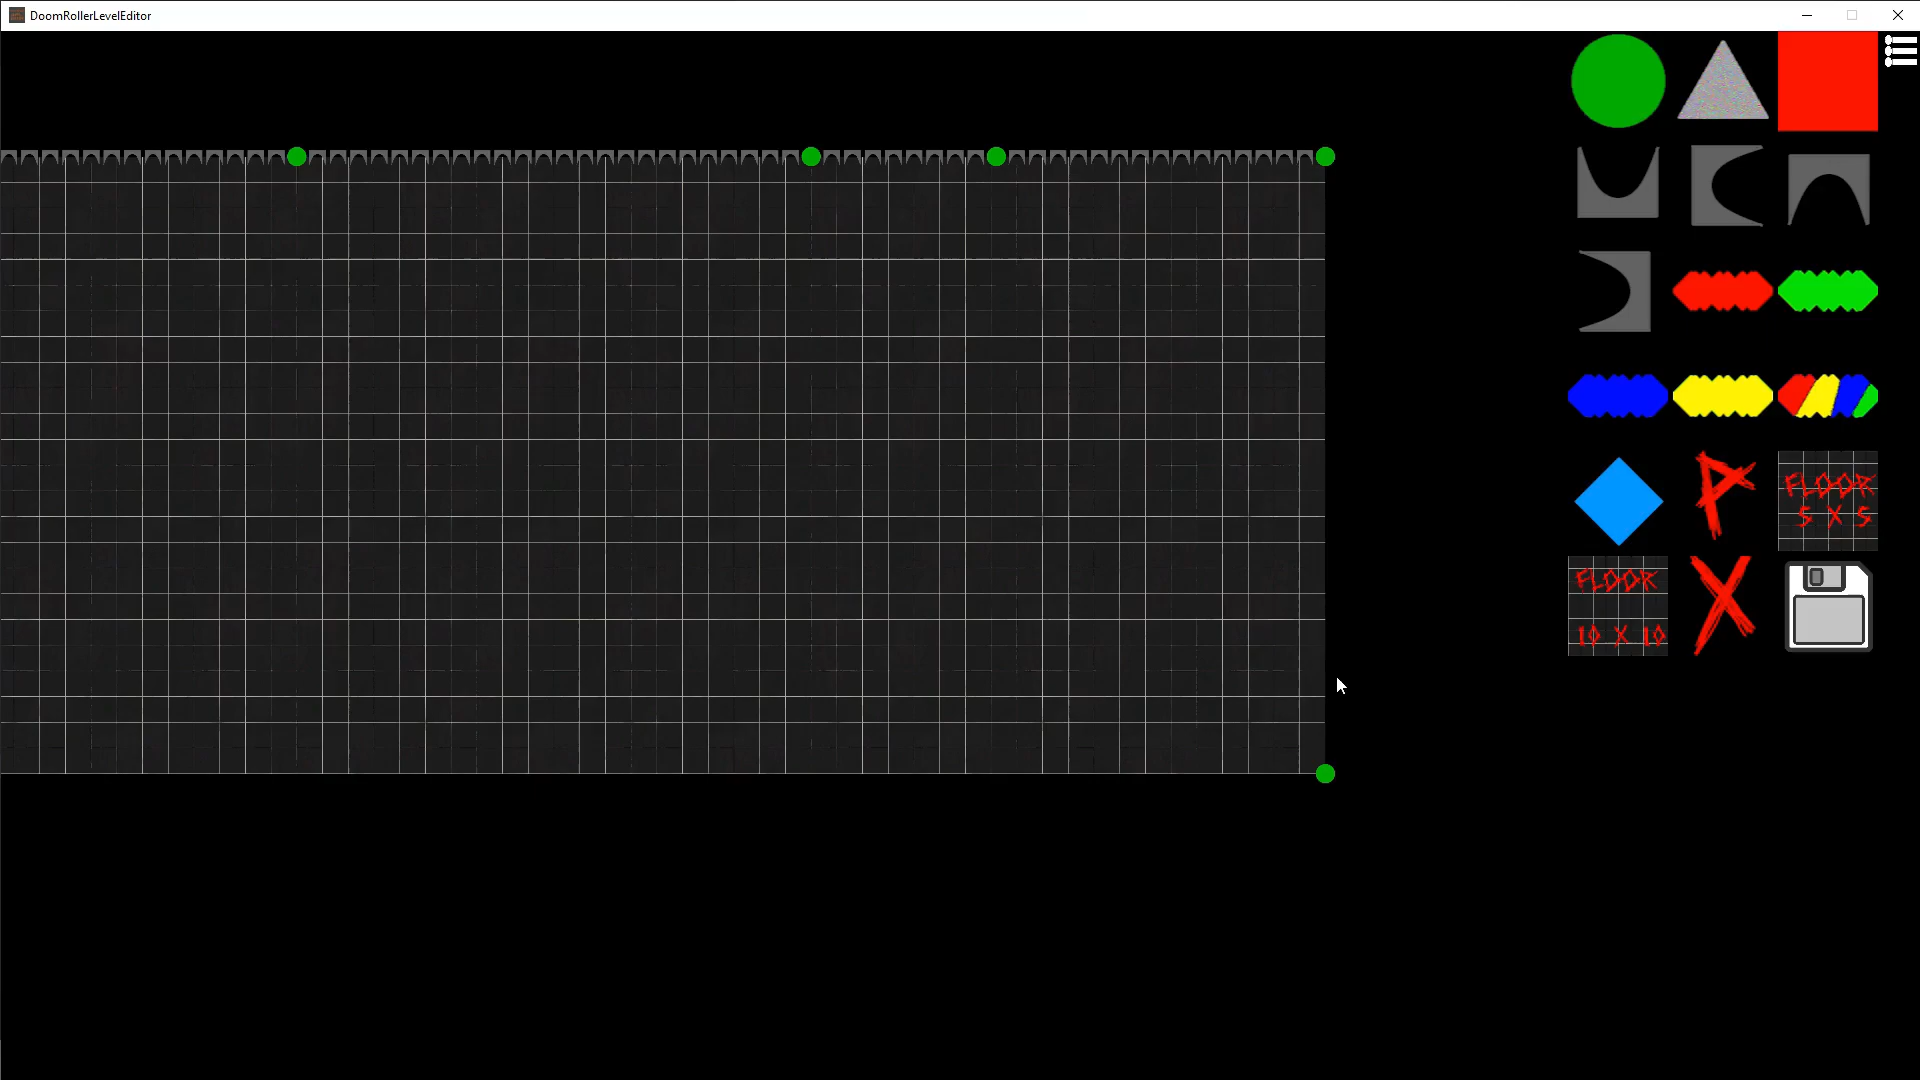 DoomRollerLevelEditor
P
FLOOR
5 X 5
FLOOR
10 X 10
X